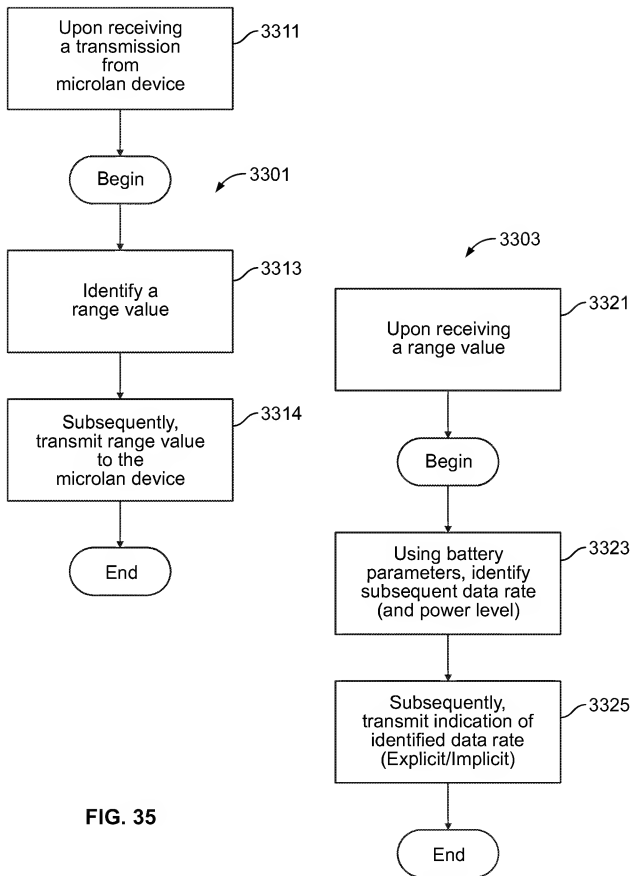 Upon receiving
a transmission
from
microlan device
3311
Begin
3301
Identify a
range value
3313
Subsequently,
transmit range value
to the
microlan device
3314
End
3303
Upon receiving
a range value
3321
Begin
Using battery
parameters, identify
subsequent data rate
(and power level)
3323
Subsequently,
transmit indication of
identified data rate
(Explicit/Implicit)
3325
End
FIG. 35